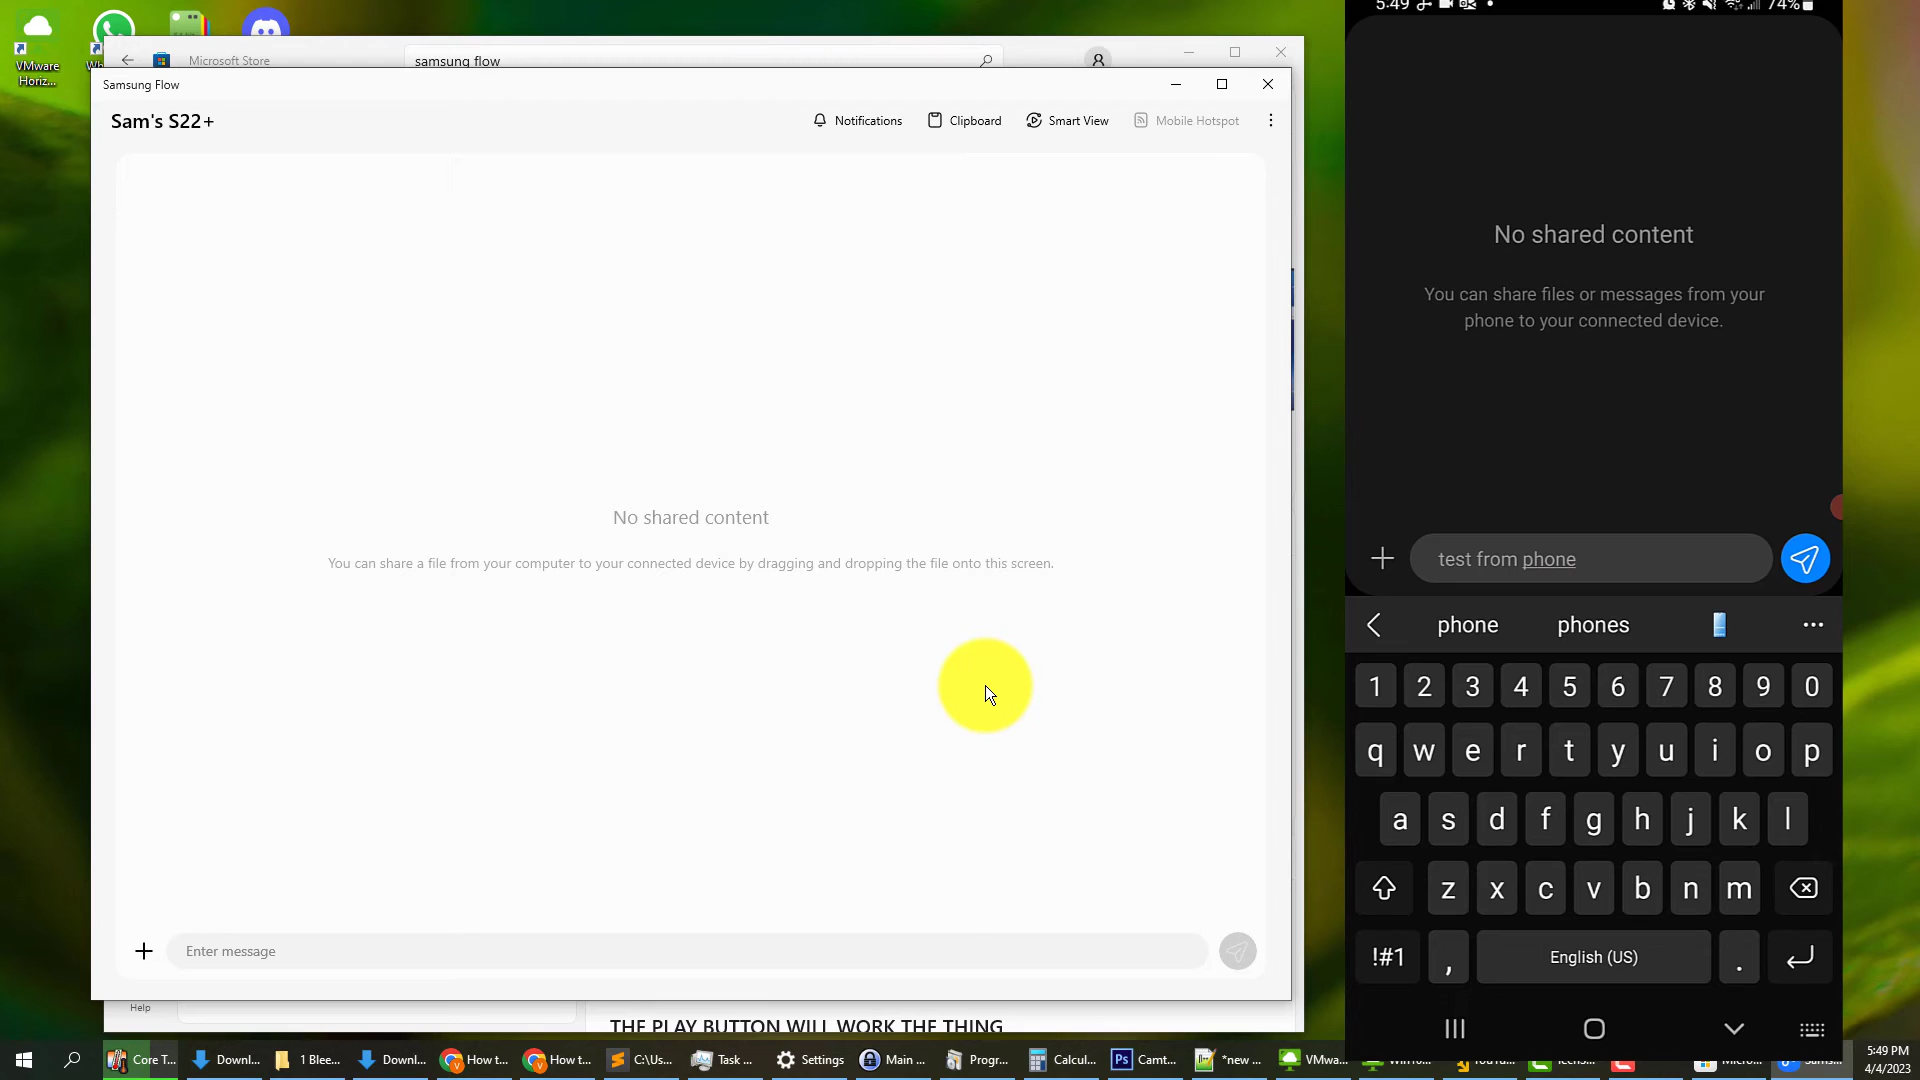 VMware
Horiz...
Microsoft Store
samsung flow
Samsung Flow
Sam's S22+
Notifications
Clipboard
Smart View
Mobile Hotspot
No shared content
You can share a file from your computer to your connected device by dragging and dropping the file onto this screen.
Enter message
Help
THE PLAY BUTTON WILL WORK THE THING
5:49
74%
No shared content
You can share files or messages from your
phone to your connected device.
test from phone
phone phones
1 2 3 4 5 6 7 8 9 0
q w e r t y u i o p
a s d f g h j k l
z x c v b n m
!#1 , English (US) .
Core T...
Downl...
1 Blee...
Downl...
How t...
How t...
C:\Us...
Task ...
Settings
Main ...
Progr...
Calcul...
Ps
Camt...
*new ...
VMwa...
5:49 PM
4/4/2023